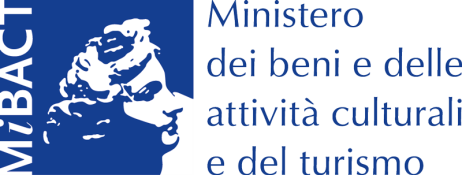 MiBACT
Ministero
dei beni e delle
attività culturali
e del turismo